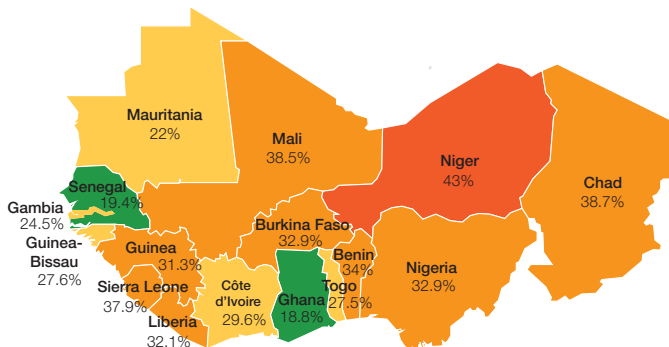 Mauritania
22%
Mali
38.5%
Niger
43%
Chad
38.7%
Senegal
19.4%
Gambia
24.5%
Guinea-
Bissau
27.6%
Guinea
31.3%
Burkina Faso
32.9%
Benin
34%
Nigeria
32.9%
Sierra Leone
37.9%
Côte
d'Ivoire
29.6%
Ghana
18.8%
Togo
27.5%
Liberia
32.1%